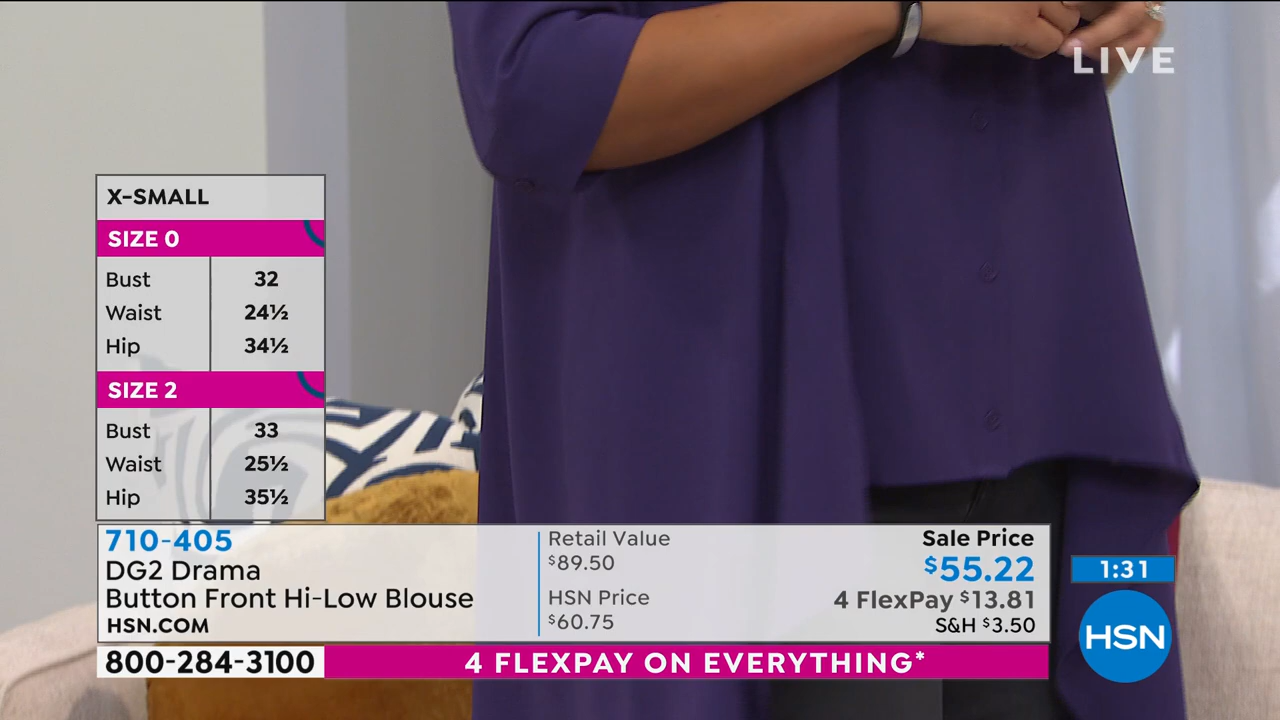 LIVE
X-SMALL
SIZE 0
Bust 32
Waist 24½
Hip 34½
SIZE 2
Bust 33
Waist 25½
Hip 35½
710-405
DG2 Drama
Button Front Hi-Low Blouse
HSN.COM
Retail Value
$89.50
HSN Price
$60.75
Sale Price
$55.22
4 FlexPay $13.81
S&H $3.50
1:31
HSN
800-284-3100
4 FLEXPAY ON EVERYTHING*